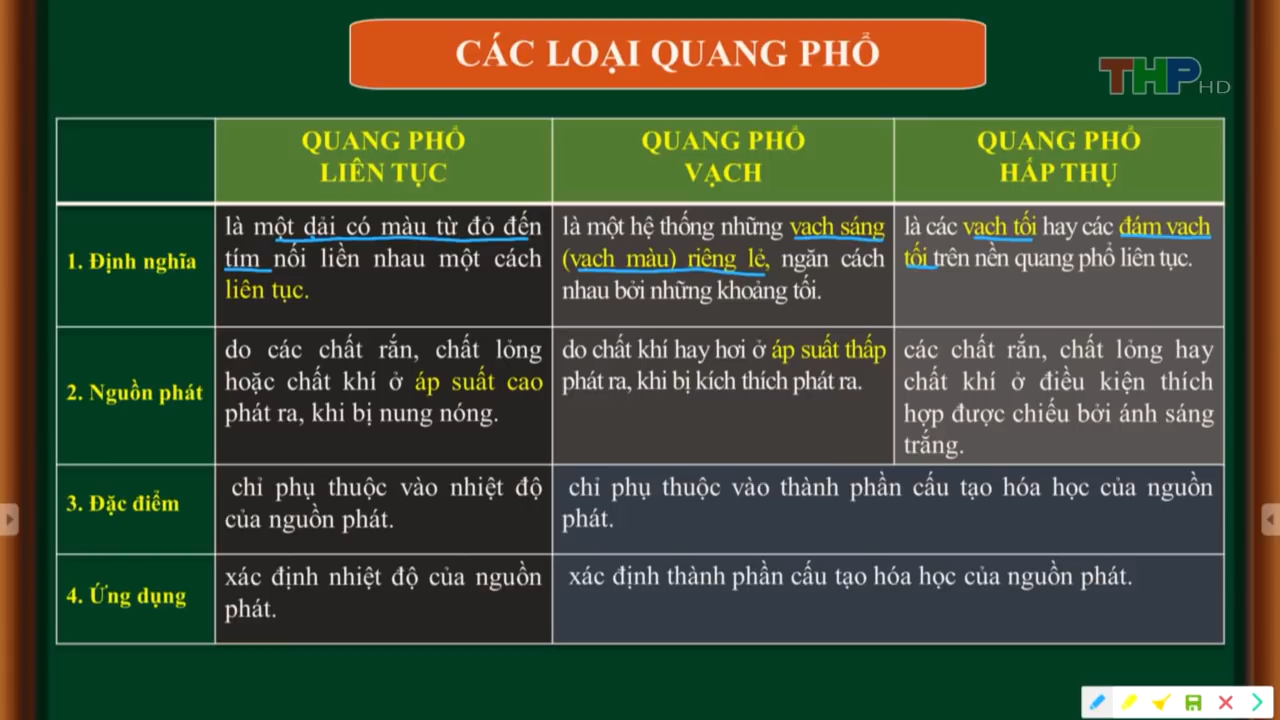 CÁC LOẠI QUANG PHỔ
THP HD
QUANG PHỔ
LIÊN TỤC
QUANG PHỔ
VẠCH
QUANG PHỔ
HẤP THỤ
1. Định nghĩa
là một dải có màu từ đỏ đến
tím nối liền nhau một cách
liên tục.
là một hệ thống những vạch sáng
(vạch màu) riêng lẻ, ngăn cách
nhau bởi những khoảng tối.
là các vạch tối hay các đám vạch
tối trên nền quang phổ liên tục.
2. Nguồn phát
do các chất rắn, chất lỏng
hoặc chất khí ở áp suất cao
phát ra, khi bị nung nóng.
do chất khí hay hơi ở áp suất thấp
phát ra, khi bị kích thích phát ra.
các chất rắn, chất lỏng hay
chất khí ở điều kiện thích
hợp được chiếu bởi ánh sáng
trắng.
3. Đặc điểm
chỉ phụ thuộc vào nhiệt độ
của nguồn phát.
chỉ phụ thuộc vào thành phần cấu tạo hóa học của nguồn
phát.
4. Ứng dụng
xác định nhiệt độ của nguồn
phát.
xác định thành phần cấu tạo hóa học của nguồn phát.